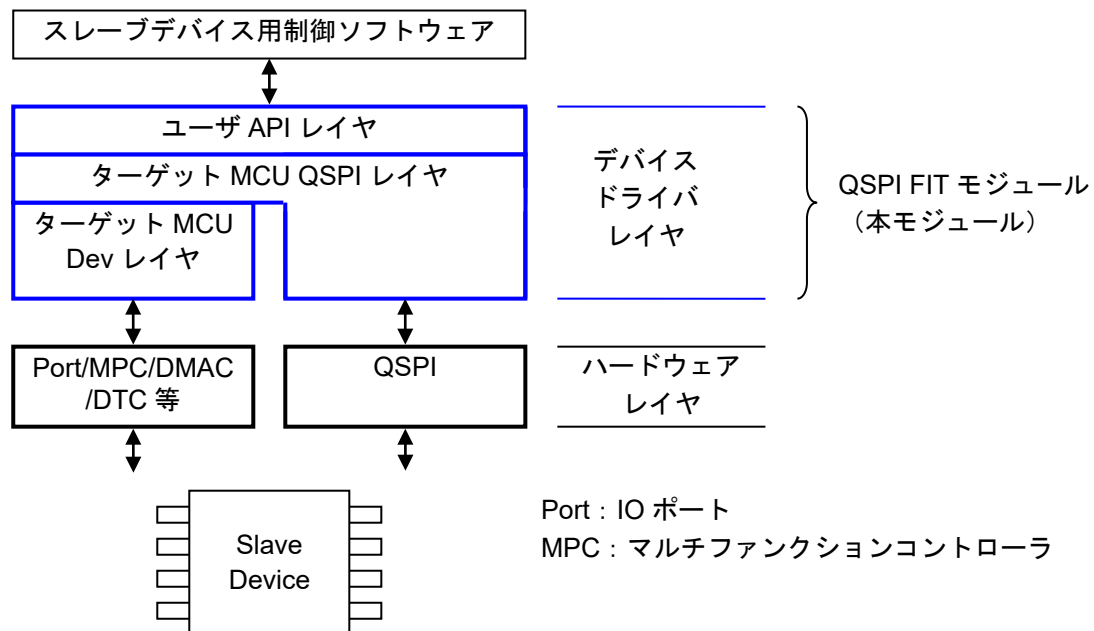 スレーブデバイス用制御ソフトウェア
ユーザ API レイヤ
ターゲット MCU QSPI レイヤ
ターゲット MCU
Dev レイヤ
デバイス
ドライバ
レイヤ
QSPI FIT モジュール
（本モジュール）
Port/MPC/DMAC
/DTC 等
QSPI
ハードウェア
レイヤ
Slave
Device
Port：IO ポート
MPC：マルチファンクションコントローラ